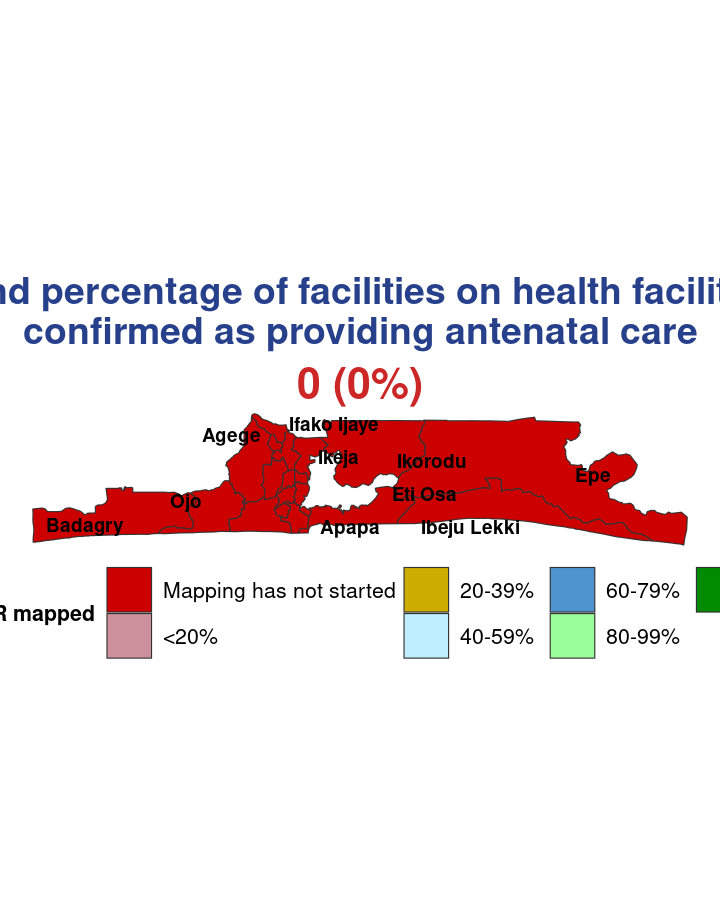 nd percentage of facilities on health facilit
confirmed as providing antenatal care
0 (0%)
Ifako Ijaye
Agege
Ikeja
Ikorodu
Epe
Eti Osa
Ojo
Badagry
Apapa
Ibeju Lekki
R mapped
Mapping has not started
20-39%
60-79%
<20%
40-59%
80-99%